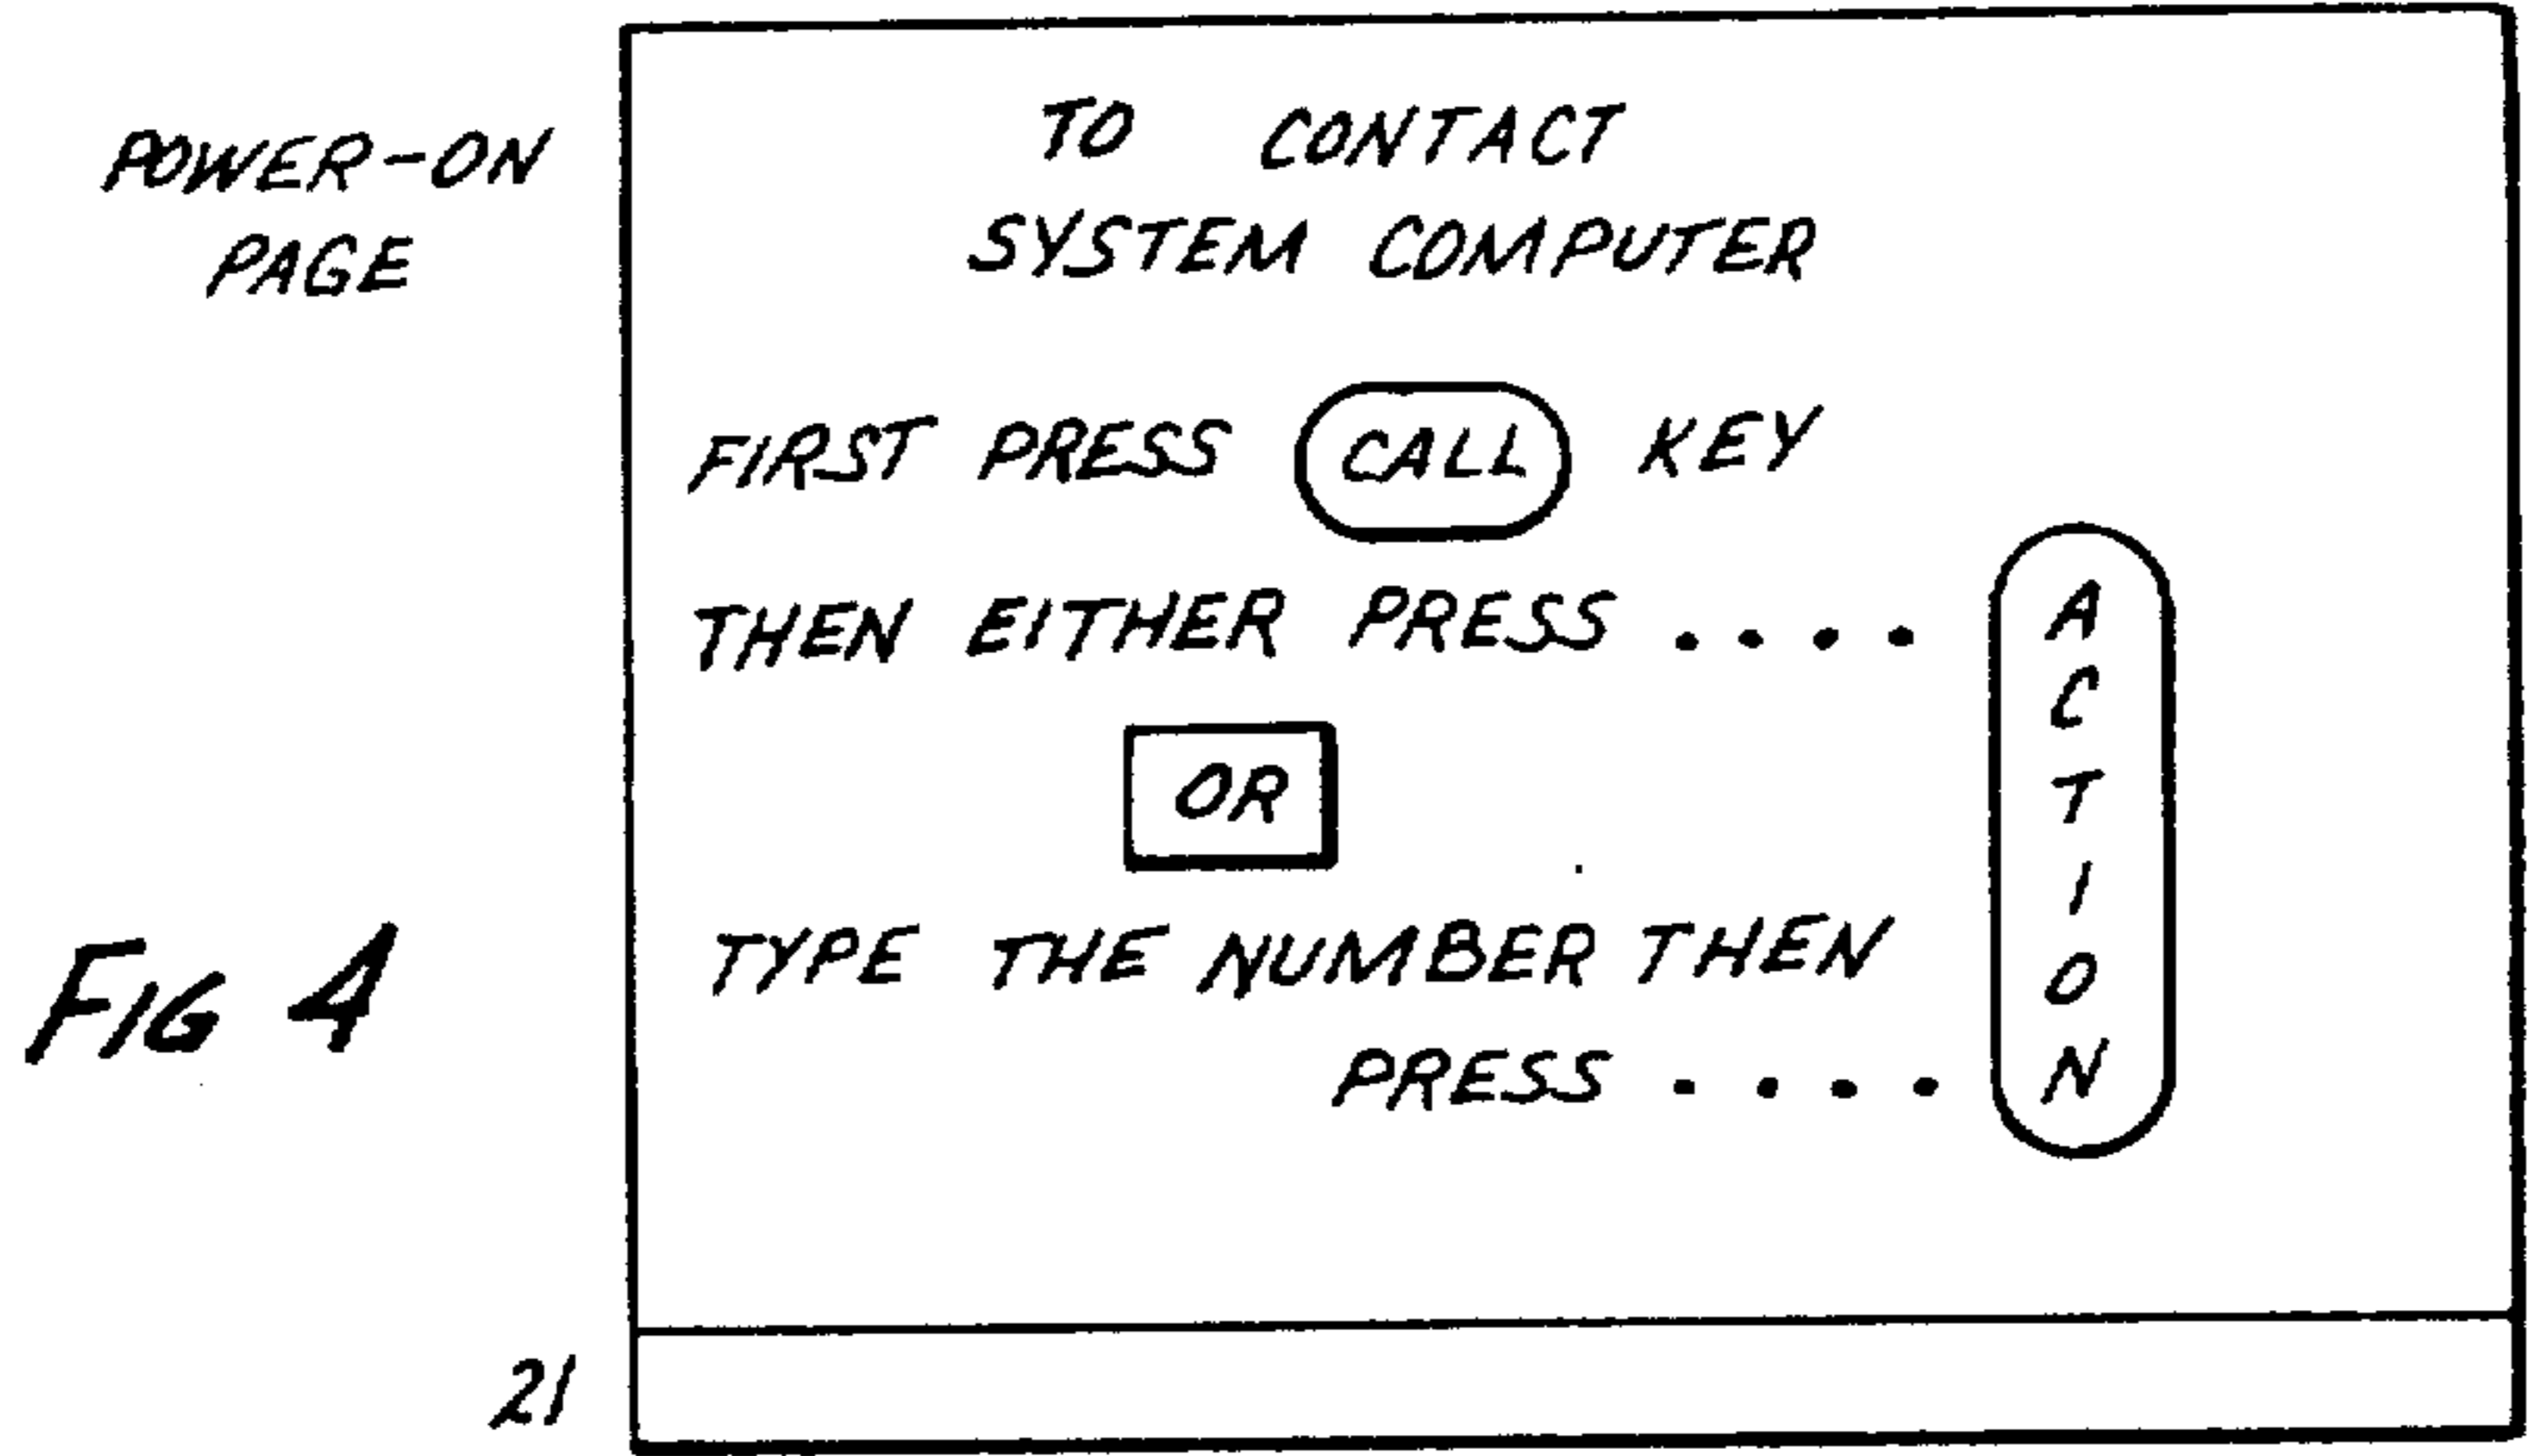 POWER-ON
PAGE
TO CONTACT
SYSTEM COMPUTER
FIRST PRESS CALL KEY
THEN EITHER PRESS ....
OR
TYPE THE NUMBER THEN
PRESS ....
ACTION
FIG 4
21